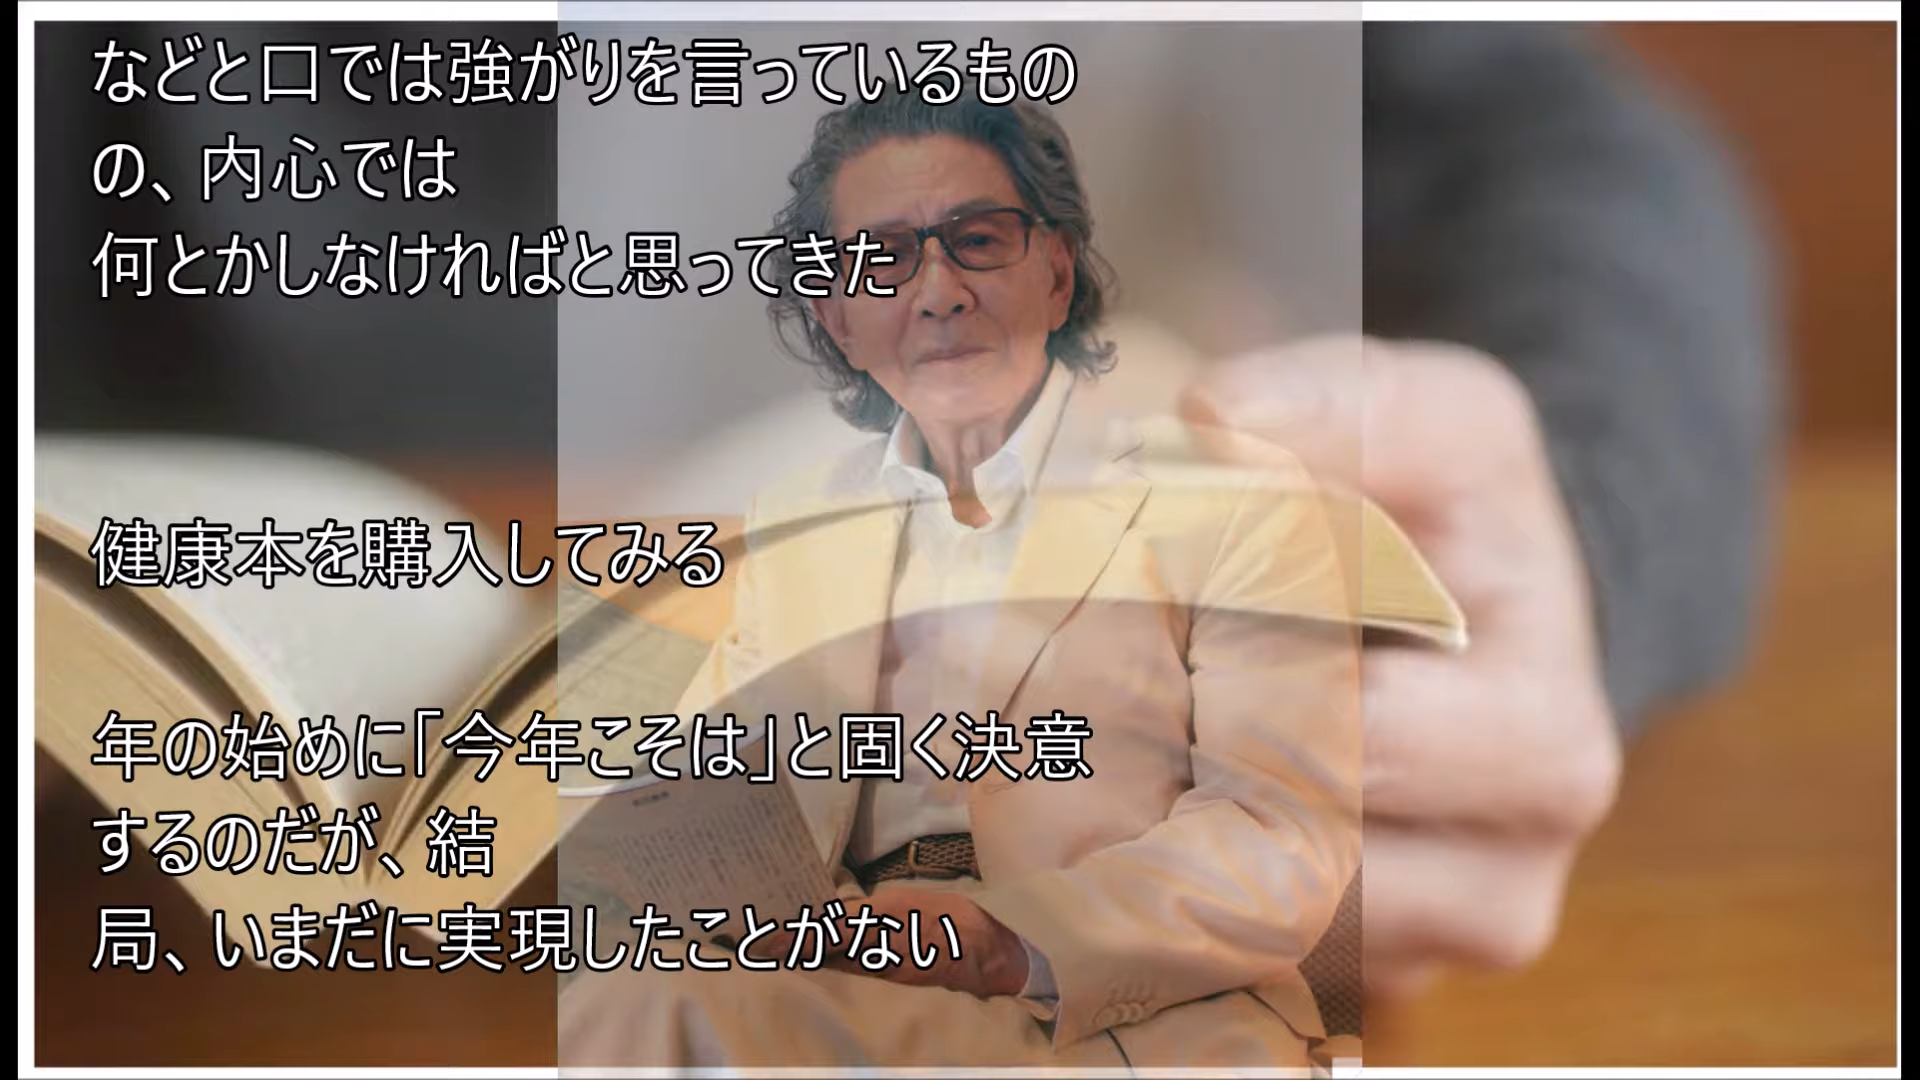 などと口では強がりを言っているもの
の、内心では
何とかしなければと思ってきた
健康本を購入してみる
年の始めに「今年こそは」と固く決意
するのだが、結
局、いまだに実現したことがない